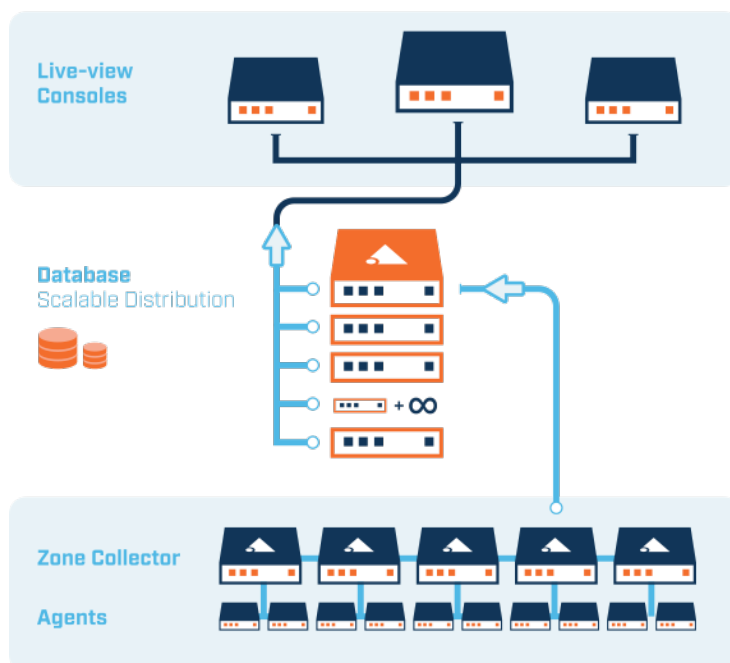 Live-view
Consoles
Database
Scalable Distribution
+ ∞
Zone Collector
Agents